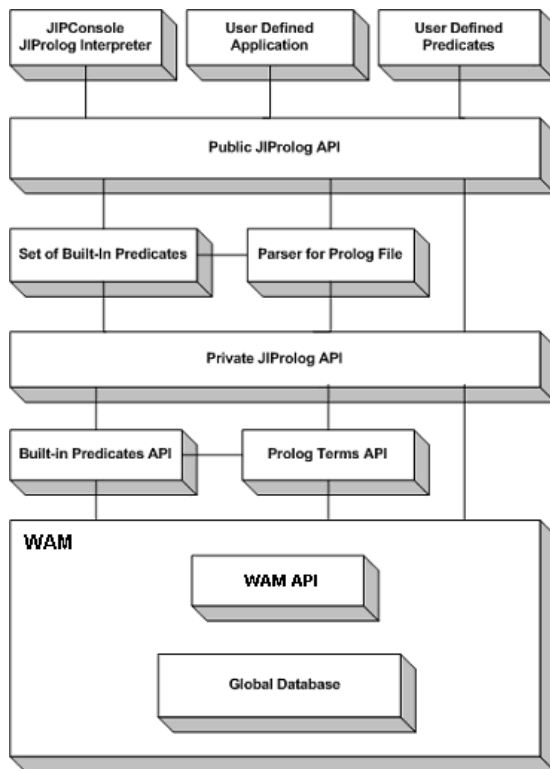 JIPConsole
JIProlog Interpreter
User Defined
Application
User Defined
Predicates
Public JIProlog API
Set of Built-In Predicates
Parser for Prolog File
Private JIProlog API
Built-in Predicates API
Prolog Terms API
WAM
WAM API
Global Database